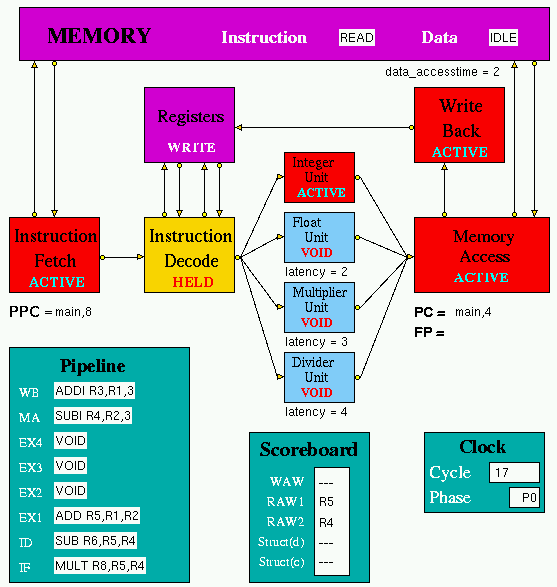 MEMORY Instruction READ Data IDLE
data_accesstime = 2
Registers
WRITE
Write
Back
ACTIVE
Integer
Unit
ACTIVE
Instruction
Fetch
ACTIVE
Instruction
Decode
HELD
Float
Unit
VOID
latency = 2
Memory
Access
ACTIVE
Multiplier
Unit
VOID
latency = 3
Divider
Unit
VOID
latency = 4
PPC = main,8
PC = main,4
FP =
Pipeline
WB ADDI R3,R1,3
MA SUBI R4,R2,3
EX4 VOID
EX3 VOID
EX2 VOID
EX1 ADD R5,R1,R2
ID SUB R6,R5,R4
IF MULT R8,R5,R4
Scoreboard
WAW ---
RAW1 R5
RAW2 R4
Struct(d) ---
Struct(c) ---
Clock
Cycle 17
Phase P0